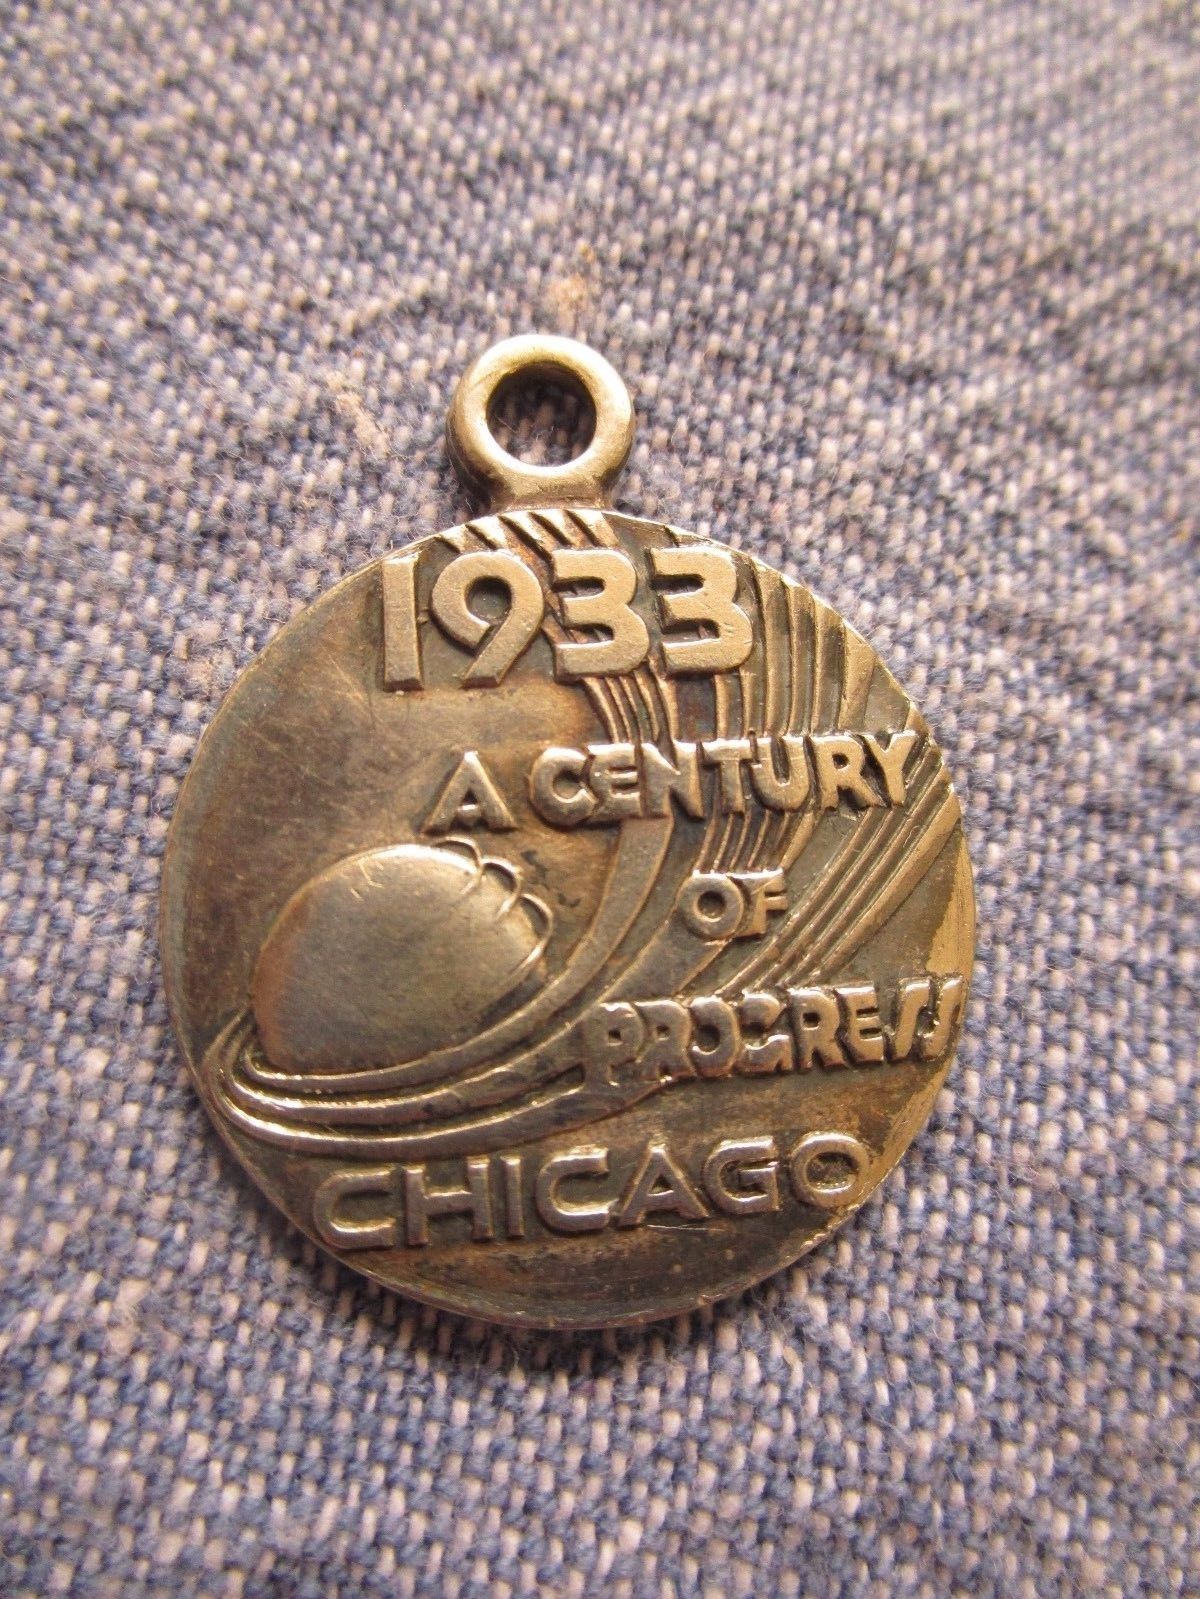 1933
A CENTURY
OF
PROGRESS
CHICAGO